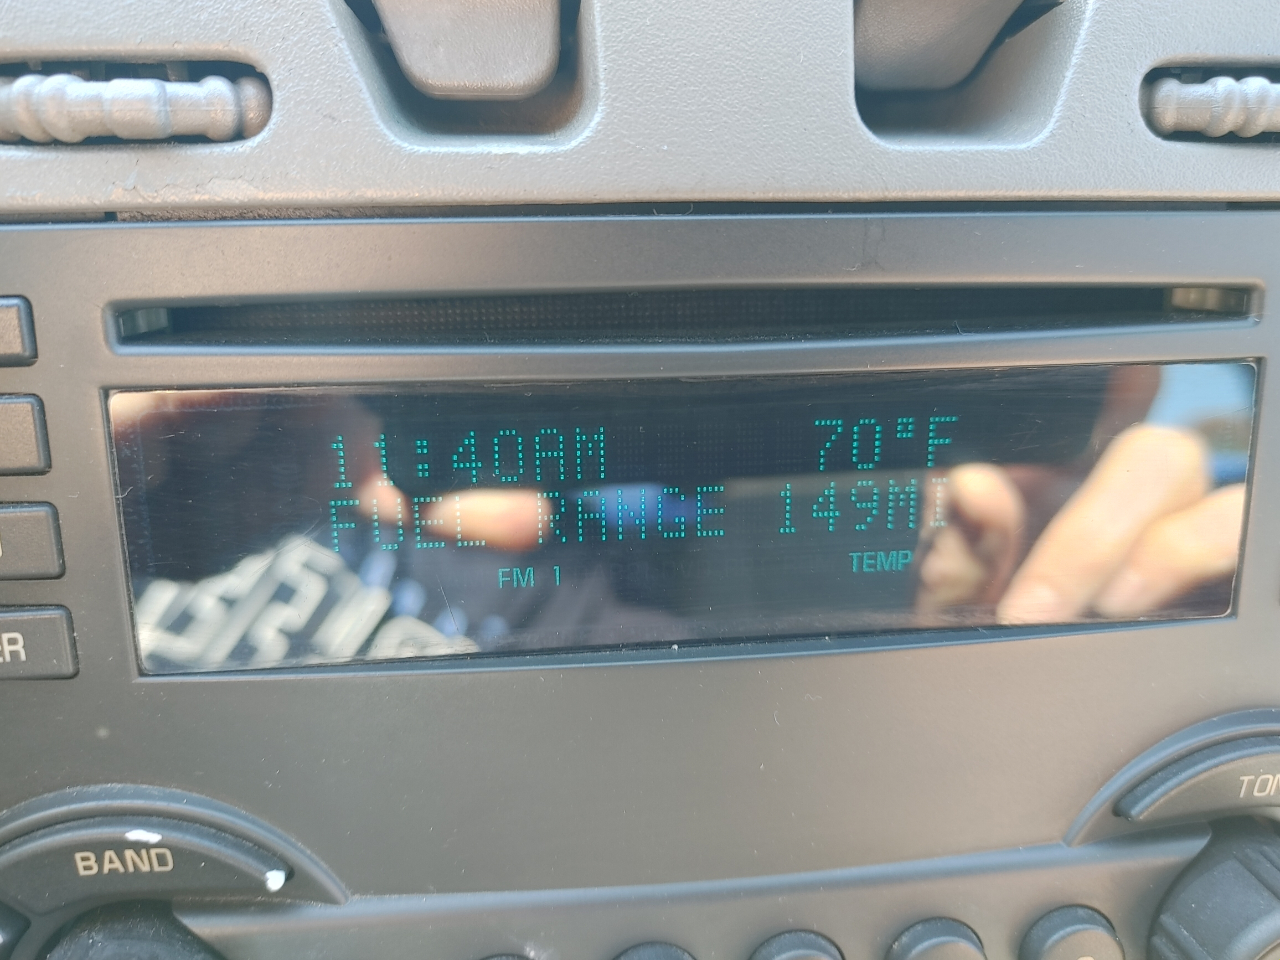 11:40AM 70°F
FUEL RANGE 149MI
FM 1 TEMP
BAND